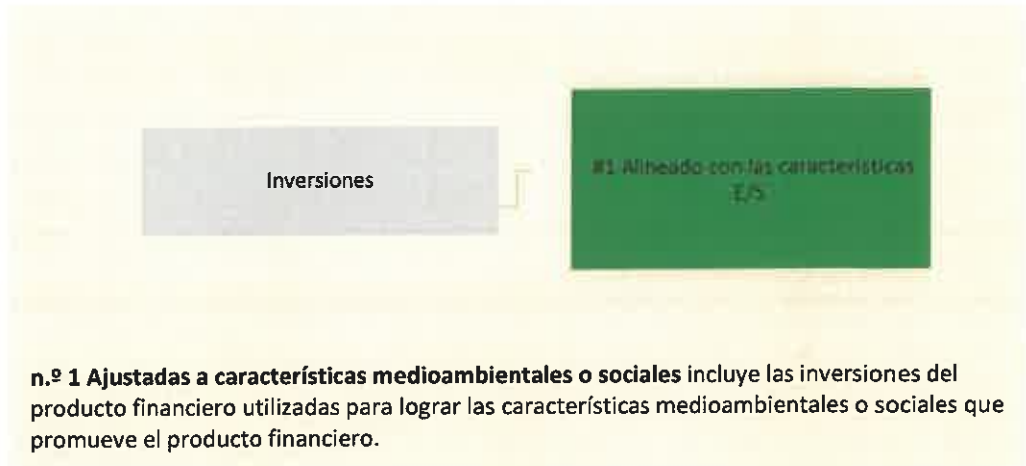 Inversiones
#1 Alineado con las características
E/S
n.º 1 Ajustadas a características medioambientales o sociales incluye las inversiones del
producto financiero utilizadas para lograr las características medioambientales o sociales que
promueve el producto financiero.